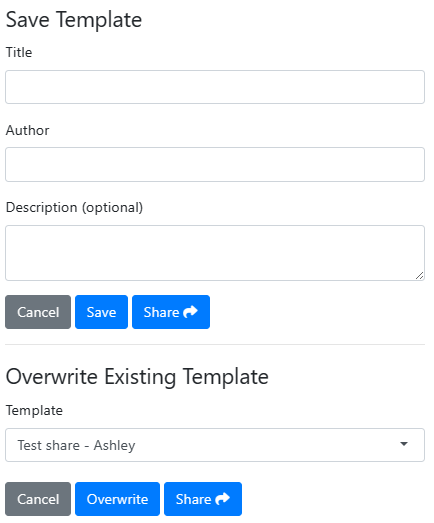 Save Template
Title
Author
Description (optional)
Cancel Save Share
Overwrite Existing Template
Template
Test share - Ashley
Cancel Overwrite Share